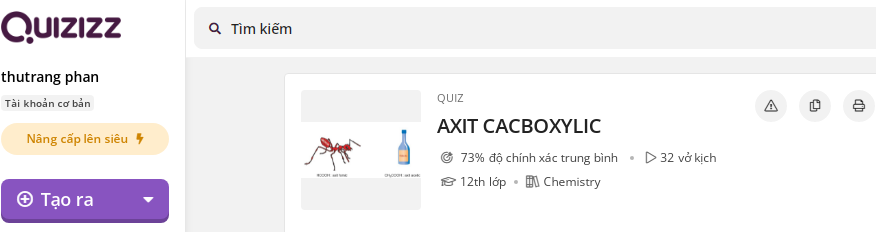 QUIZIZZ
Tìm kiếm
thutrang phan
Tài khoản cơ bản
Nâng cấp lên siêu
Tạo ra
QUIZ
AXIT CACBOXYLIC
73% độ chính xác trung bình • 32 vở kịch
12th lớp • Chemistry